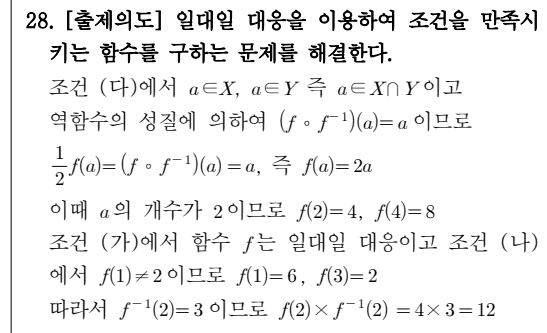 28. [출제의도] 일대일 대응을 이용하여 조건을 만족시
키는 함수를 구하는 문제를 해결한다.
조건 (다)에서 a∈X, a∈Y 즉 a∈X∩Y이고
역함수의 성질에 의하여 (f∘f⁻¹)(a)=a이므로
1/2 f(a)=(f∘f⁻¹)(a)=a, 즉 f(a)=2a
이때 a의 개수가 2이므로 f(2)=4, f(4)=8
조건 (가)에서 함수 f는 일대일 대응이고 조건 (나)
에서 f(1)≠2이므로 f(1)=6, f(3)=2
따라서 f⁻¹(2)=3 이므로 f(2)×f⁻¹(2)=4×3=12